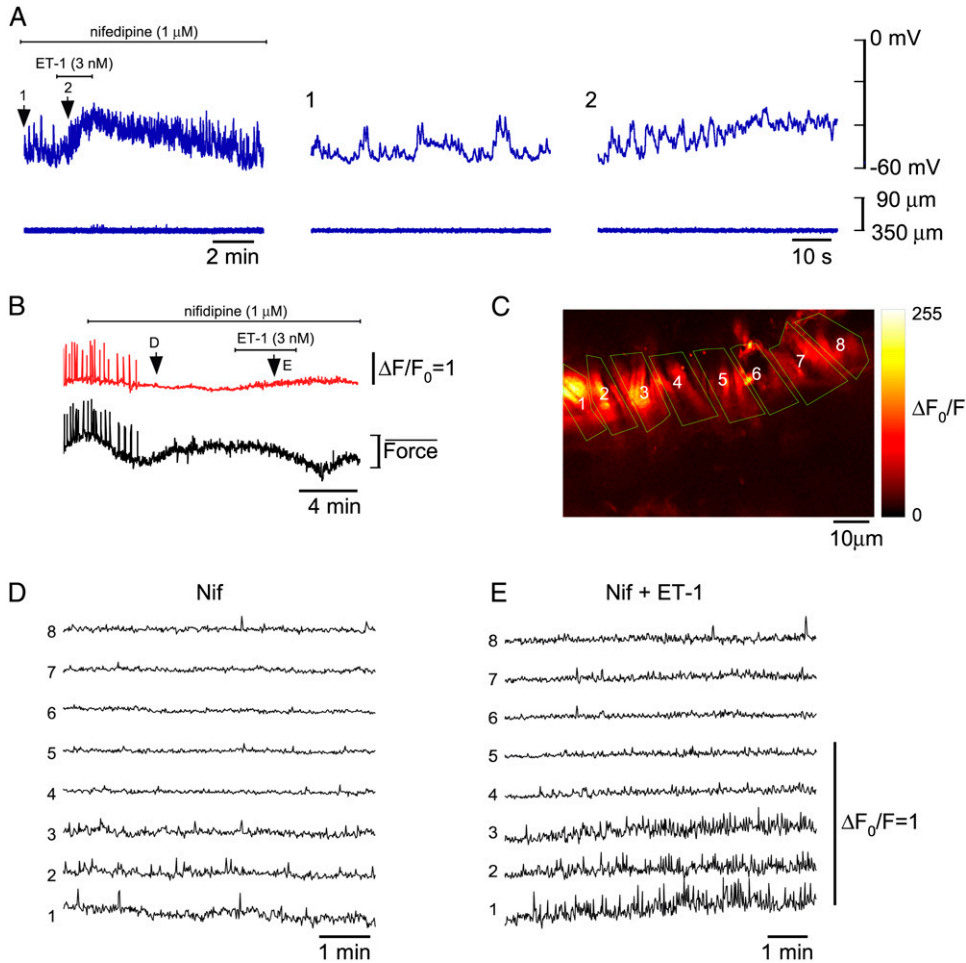 A
nifedipine (1 μM)
ET-1 (3 nM)
1
2
1
2
0 mV
-60 mV
90 μm
350 μm
2 min
10 s
B
nifidipine (1 μM)
D
ET-1 (3 nM)
E
ΔF/F0=1
Force
4 min
C
1
2
3
4
5
6
7
8
255
ΔF0/F
0
10μm
D
Nif
8
7
6
5
4
3
2
1
1 min
E
Nif + ET-1
8
7
6
5
4
3
2
1
ΔF0/F=1
1 min